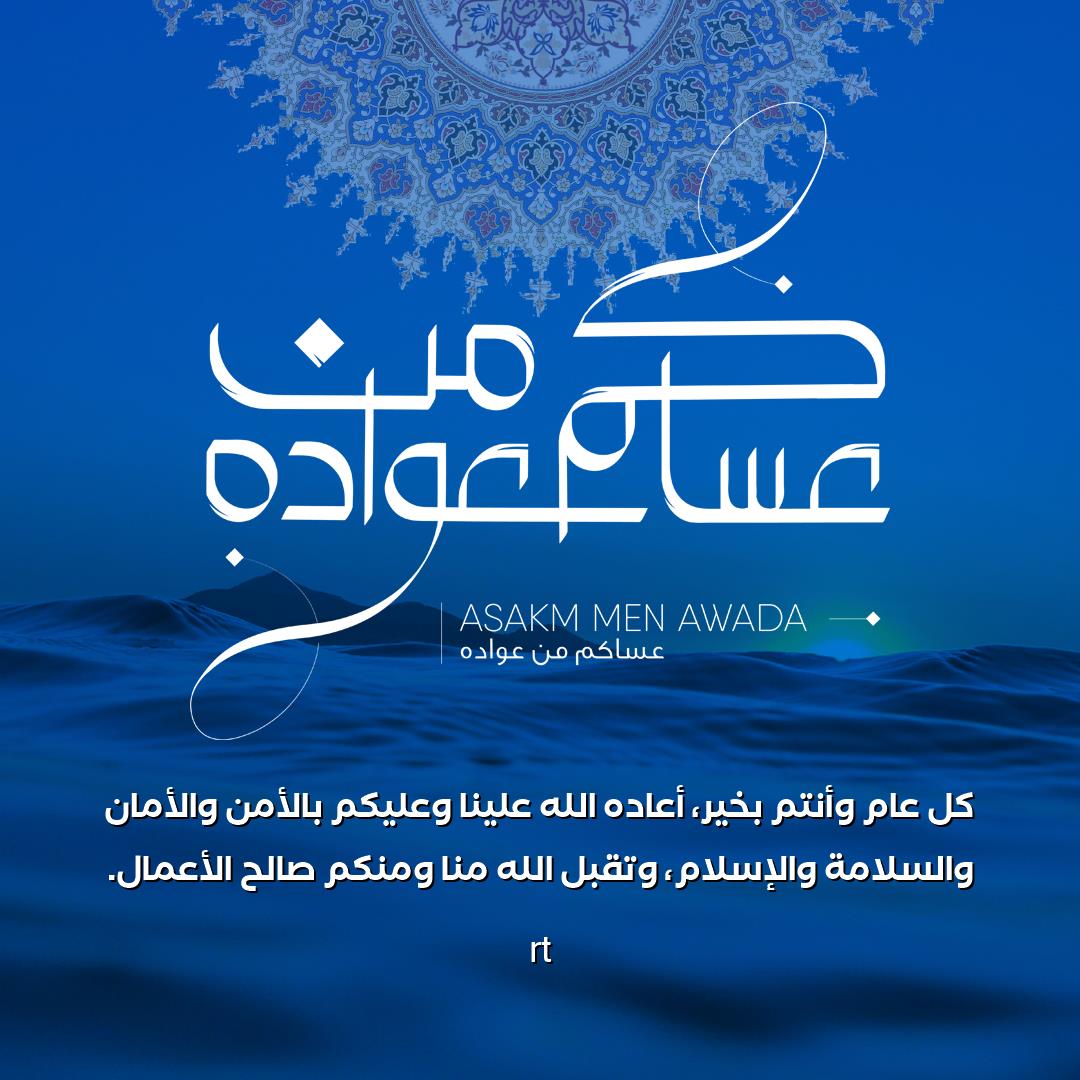 عساكم من عواده
ASAKM MEN AWADA
عساكم من عواده
كل عام وأنتم بخير، أعاده الله علينا وعليكم بالأمن والأمان
والسلامة والإسلام، وتقبل الله منا ومنكم صالح الأعمال.
rt